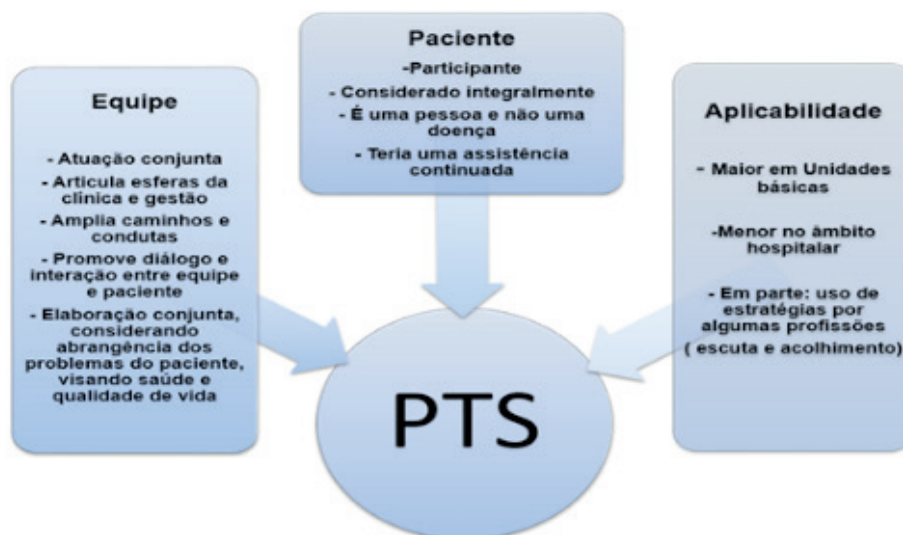 Equipe
- Atuação conjunta
- Articula esferas da
clínica e gestão
- Amplia caminhos e
condutas
- Promove diálogo e
interação entre equipe
e paciente
- Elaboração conjunta,
considerando
abrangência dos
problemas do paciente,
visando saúde e
qualidade de vida
Paciente
-Participante
- Considerado integralmente
- É uma pessoa e não uma
doença
- Teria uma assistência
continuada
Aplicabilidade
- Maior em Unidades
básicas
-Menor no âmbito
hospitalar
- Em parte: uso de
estratégias por
algumas profissões
( escuta e acolhimento)
PTS